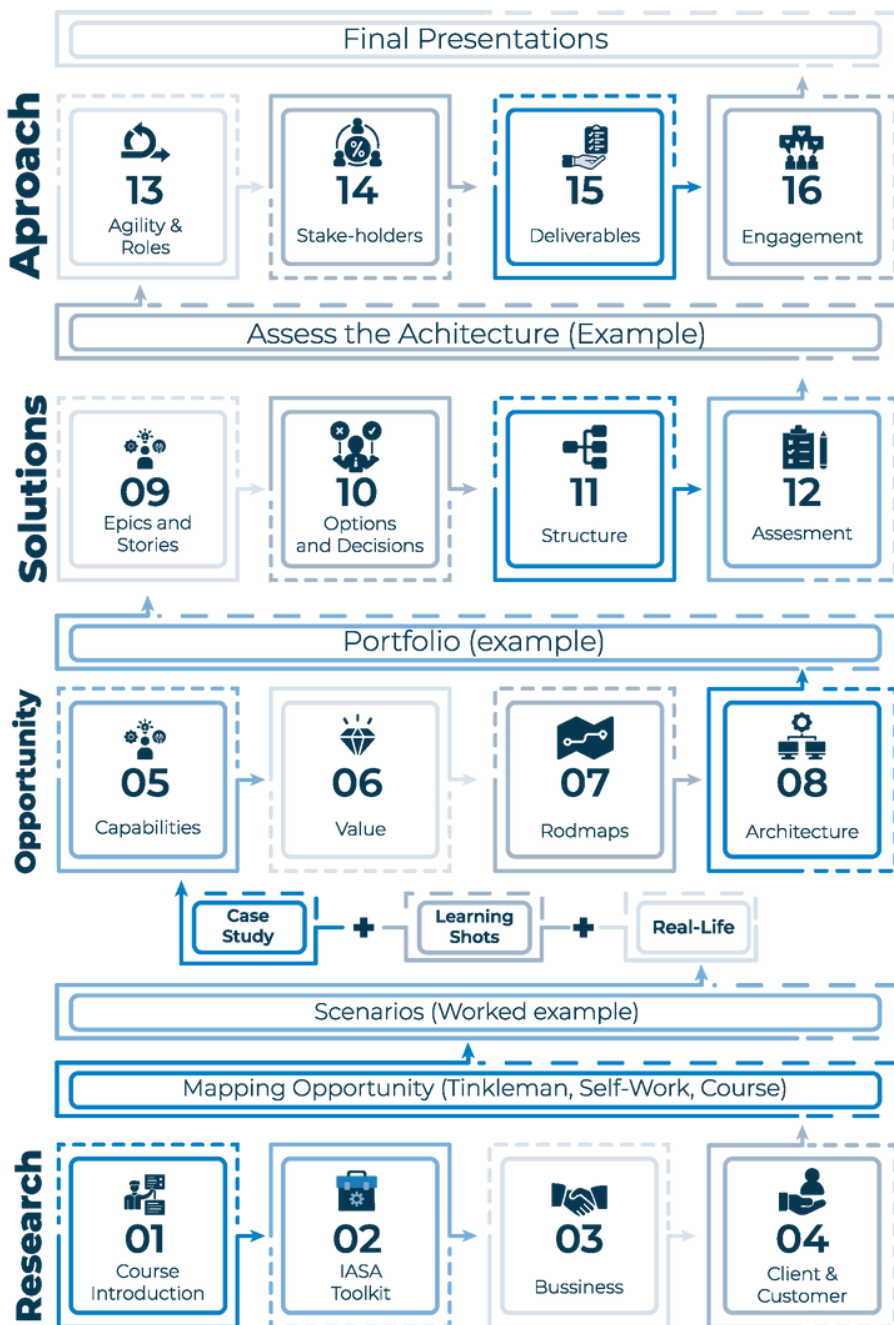 Final Presentations
Aproach
13
Agility &
Roles
14
Stake-holders
15
Deliverables
16
Engagement
Assess the Achitecture (Example)
Solutions
09
Epics and
Stories
10
Options
and Decisions
11
Structure
12
Assesment
Portfolio (example)
Opportunity
05
Capabilities
06
Value
07
Rodmaps
08
Architecture
Case
Study
+
Learning
Shots
+
Real-Life
Scenarios (Worked example)
Mapping Opportunity (Tinkleman, Self-Work, Course)
Research
01
Course
Introduction
02
IASA
Toolkit
03
Bussiness
04
Client &
Customer